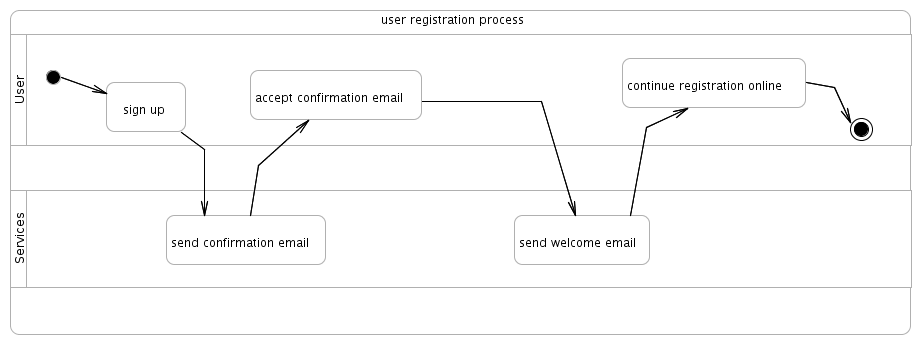 user registration process
User
sign up
accept confirmation email
continue registration online
Services
send confirmation email
send welcome email